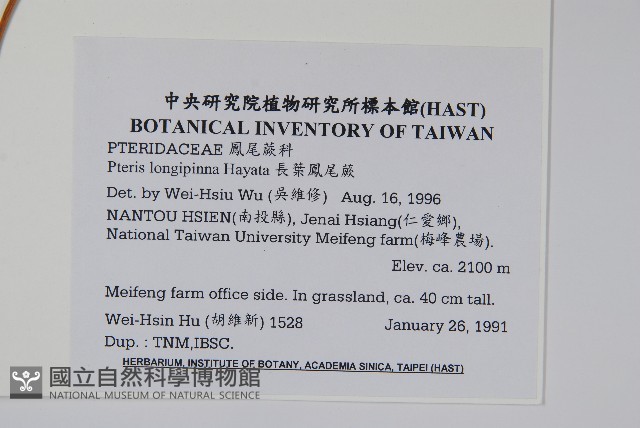 中央研究院植物研究所標本館(HAST)
BOTANICAL INVENTORY OF TAIWAN
PTERIDACEAE 鳳尾蕨科
Pteris longipinna Hayata 長葉鳳尾蕨
Det. by Wei-Hsiu Wu (吳維修) Aug. 16, 1996
NANTOU HSIEN(南投縣), Jenai Hsiang(仁愛鄉),
National Taiwan University Meifeng farm(梅峰農場).
Elev. ca. 2100 m
Meifeng farm office side. In grassland, ca. 40 cm tall.
Wei-Hsin Hu (胡維新) 1528 January 26, 1991
Dup. : TNM,IBSC.
HERBARIUM, INSTITUTE OF BOTANY, ACADEMIA SINICA, TAIPEI (HAST)
國立自然科學博物館
NATIONAL MUSEUM OF NATURAL SCIENCE